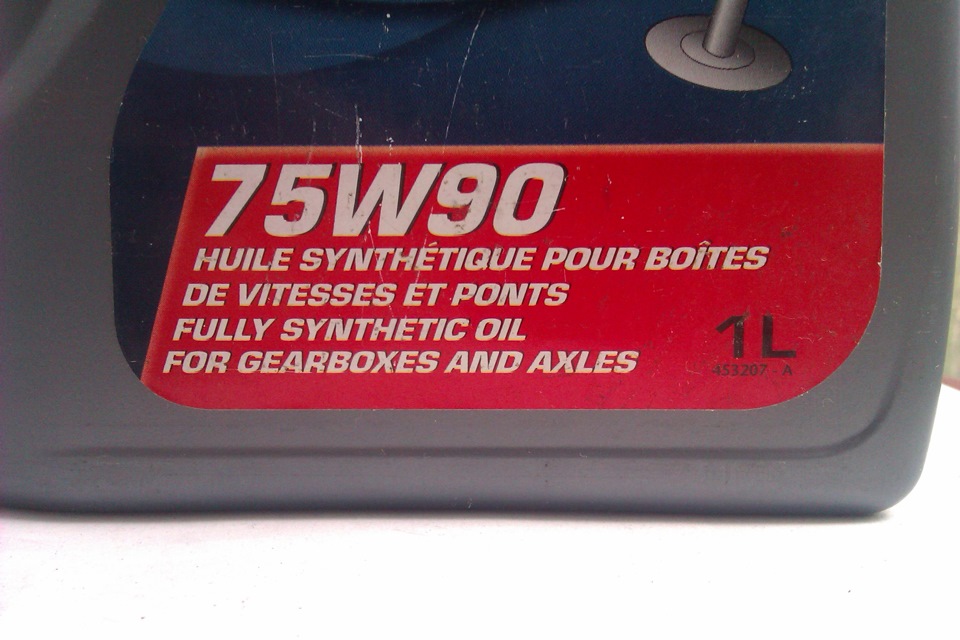 75W90
HUILE SYNTHÉTIQUE POUR BOÎTES
DE VITESSES ET PONTS
FULLY SYNTHETIC OIL
FOR GEARBOXES AND AXLES
1L
453207 - A